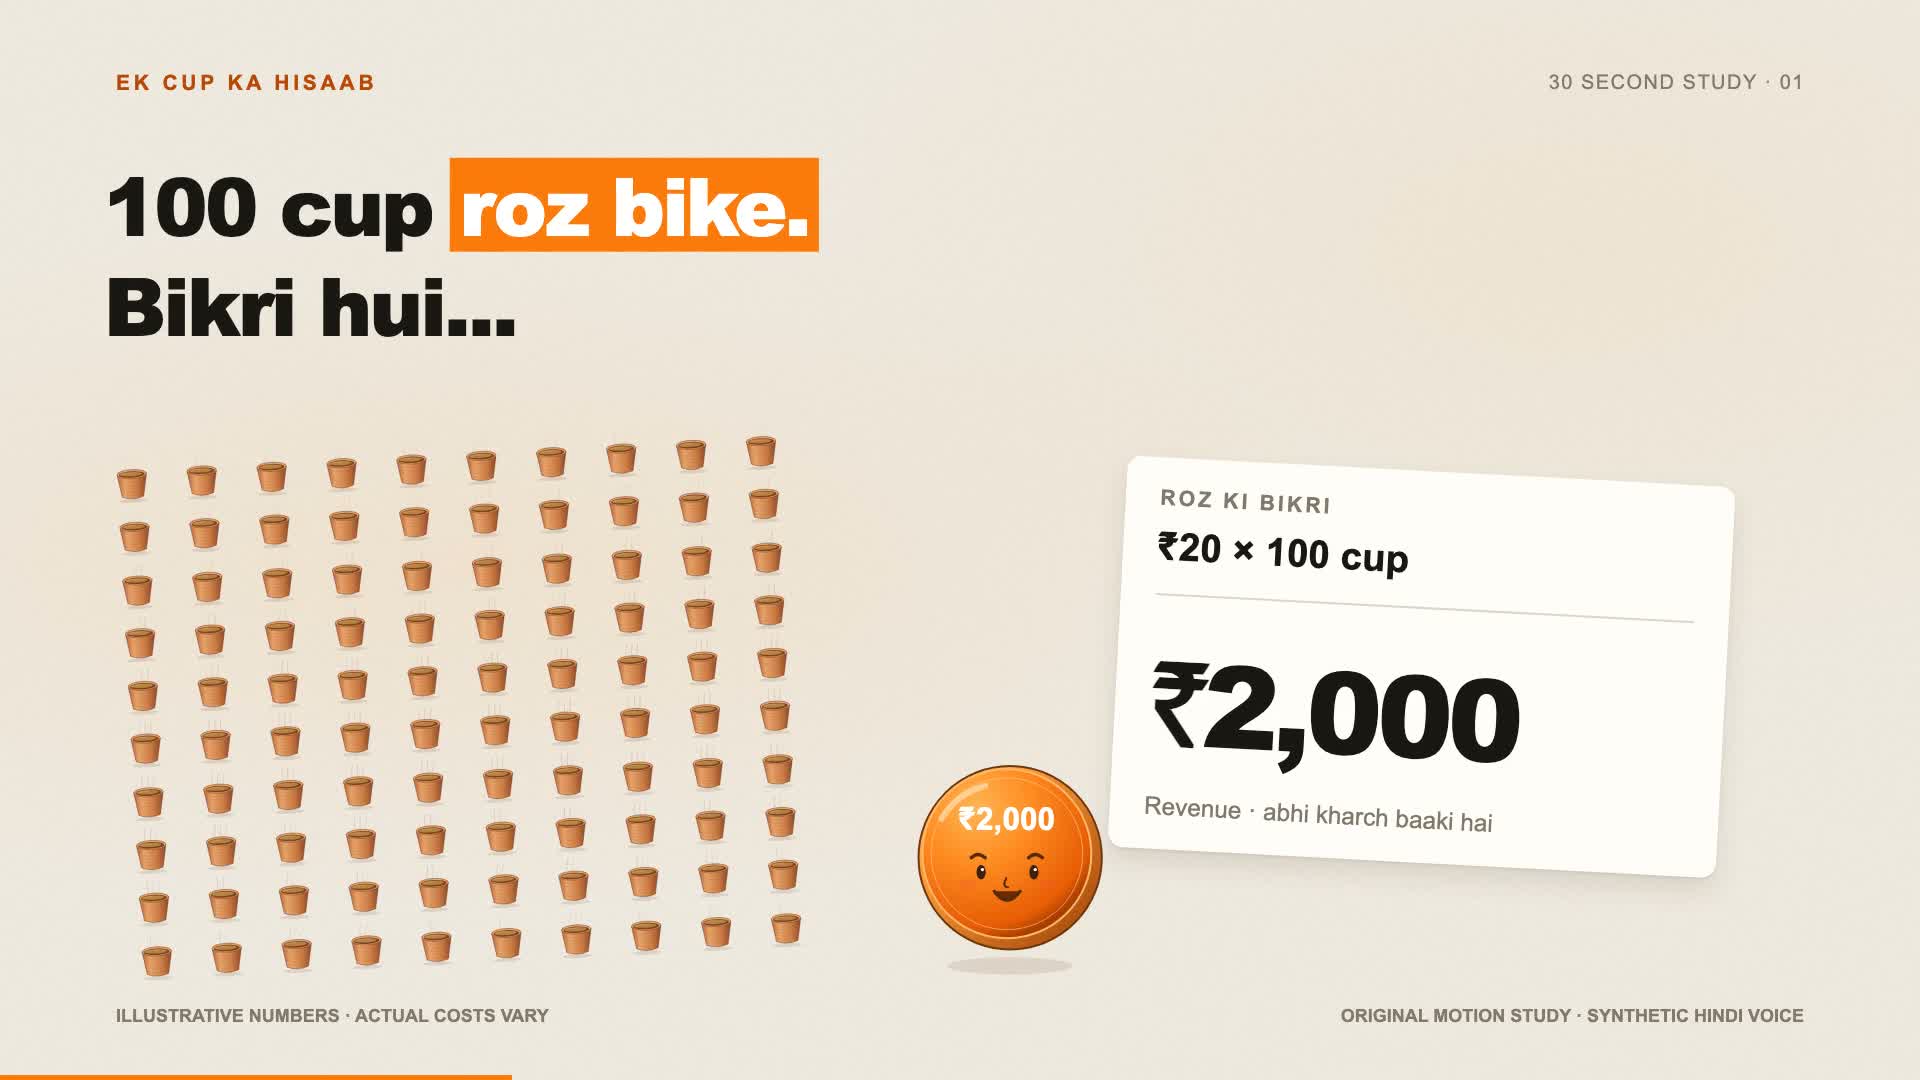 EK CUP KA HISAAB
30 SECOND STUDY · 01
100 cup roz bike.
Bikri hui...
ROZ KI BIKRI
₹20 × 100 cup
₹2,000
Revenue · abhi kharch baaki hai
₹2,000
ILLUSTRATIVE NUMBERS · ACTUAL COSTS VARY
ORIGINAL MOTION STUDY · SYNTHETIC HINDI VOICE